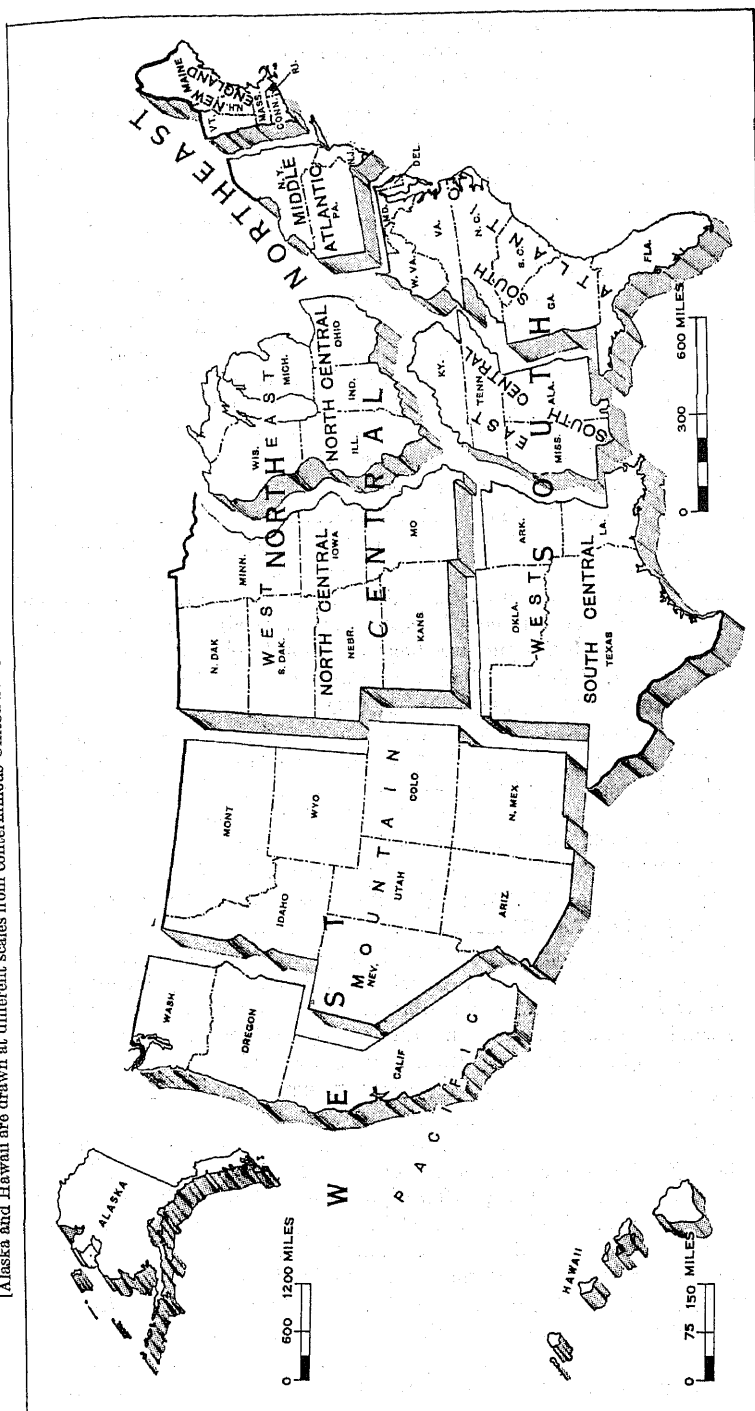 [Alaska and Hawaii are drawn at different scales from conterminous
NORTHEAST
NEW ENGLAND
MAINE
VT.
N.H.
MASS.
CONN.
R.I.
MIDDLE ATLANTIC
N.Y.
PA.
N.J.
NORTH CENTRAL
EAST NORTH CENTRAL
WIS.
MICH.
ILL.
IND.
OHIO
WEST NORTH CENTRAL
N. DAK
S. DAK.
MINN.
NEBR.
IOWA
KANS
MO
SOUTH
SOUTH ATLANTIC
DEL.
MD.
W. VA.
VA.
N.C.
S.C.
GA.
FLA.
EAST SOUTH CENTRAL
KY.
TENN.
MISS.
ALA.
WEST SOUTH CENTRAL
OKLA.
ARK.
TEXAS
LA.
WEST
MOUNTAIN
MONT
IDAHO
WYO
NEV.
UTAH
COLO
ARIZ.
N. MEX
PACIFIC
WASH
OREGON
CALIF
ALASKA
HAWAII
0 600 1200 MILES
0 75 150 MILES
0 300 600 MILES